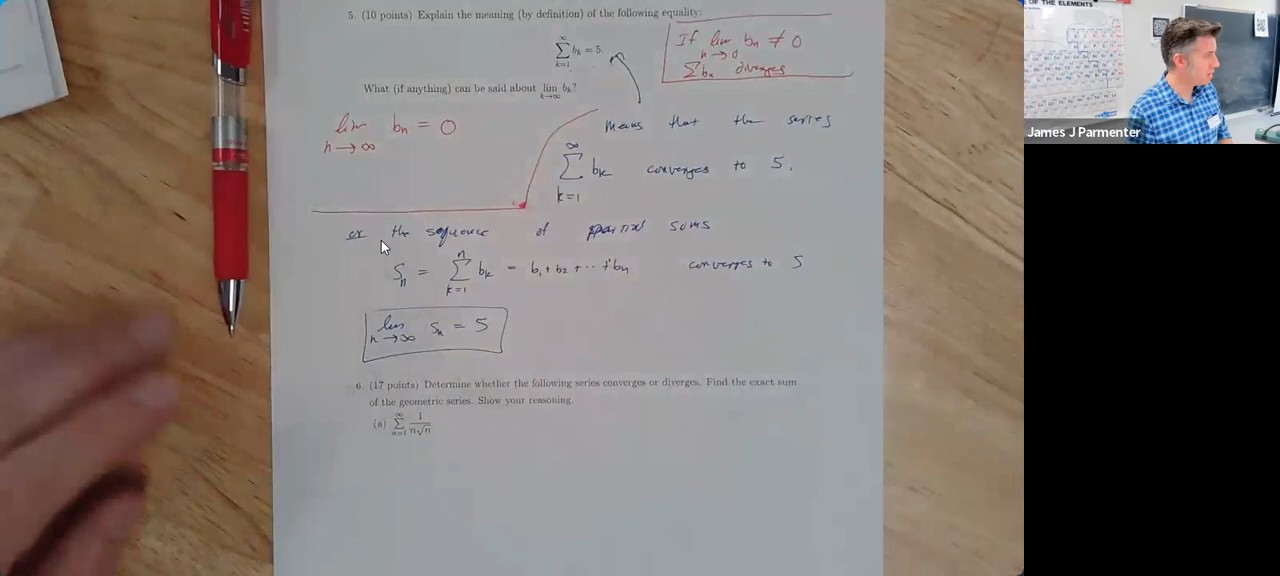 OF THE ELEMENTS
5. (10 points) Explain the meaning (by definition) of the following equality:
∞
∑ bₖ = 5.
k=1
If lim bₙ ≠ 0
n → 0
∑ bₙ diverges
What (if anything) can be said about lim bₖ?
k→∞
lim bₙ = 0
n → ∞
means that the series
∞
∑ bₖ converges to 5.
k=1
James J Parmenter
or the sequence of partial sums
n
Sₙ = ∑ bₖ = b₁ + b₂ + ··· + bₙ converges to 5
k=1
lim Sₙ = 5
n → ∞
6. (17 points) Determine whether the following series converges or diverges. Find the exact sum
of the geometric series. Show your reasoning.
(a) ∑ 1/(n√n)
n=1 ∞